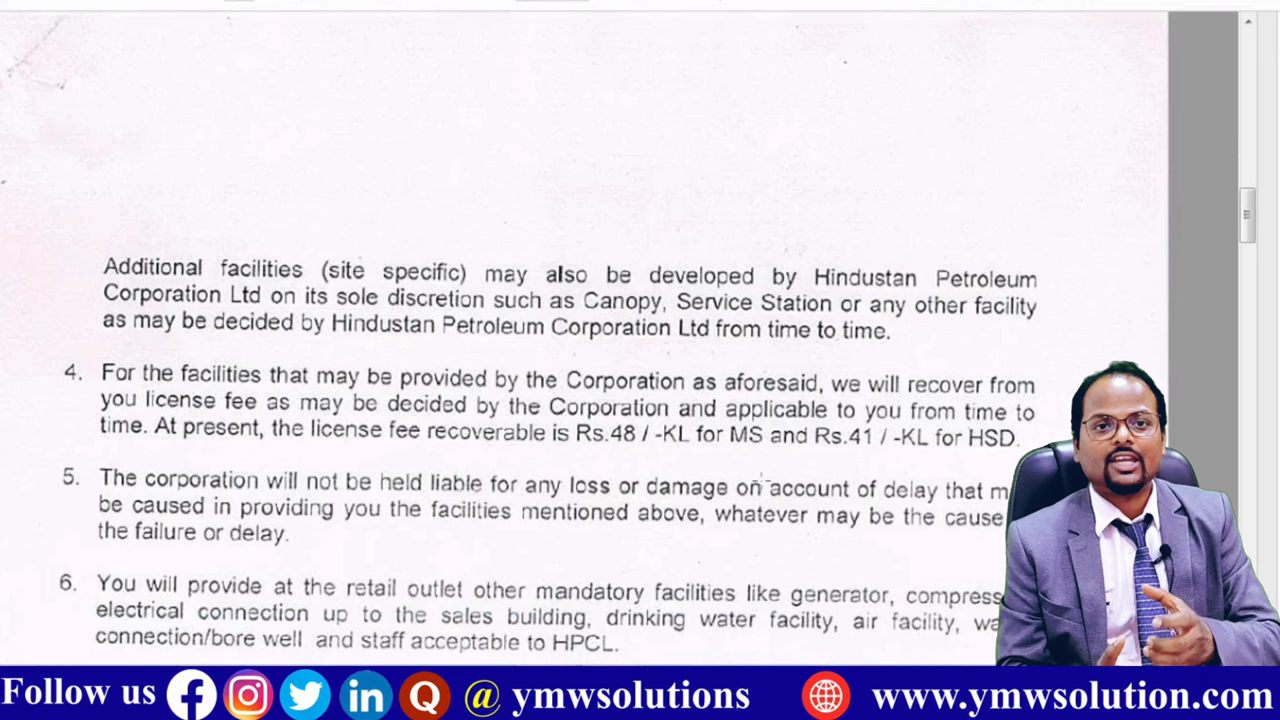 Additional facilities (site specific) may also be developed by Hindustan Petroleum
Corporation Ltd on its sole discretion such as Canopy, Service Station or any other facility
as may be decided by Hindustan Petroleum Corporation Ltd from time to time.
4. For the facilities that may be provided by the Corporation as aforesaid, we will recover from
you license fee as may be decided by the Corporation and applicable to you from time to
time. At present, the license fee recoverable is Rs.48 / -KL for MS and Rs.41 / -KL for HSD.
5. The corporation will not be held liable for any loss or damage on account of delay that m
be caused in providing you the facilities mentioned above, whatever may be the cause
the failure or delay.
6. You will provide at the retail outlet other mandatory facilities like generator, compress
electrical connection up to the sales building, drinking water facility, air facility, wa
connection/bore well and staff acceptable to HPCL.
Follow us @ ymwsolutions www.ymwsolution.com